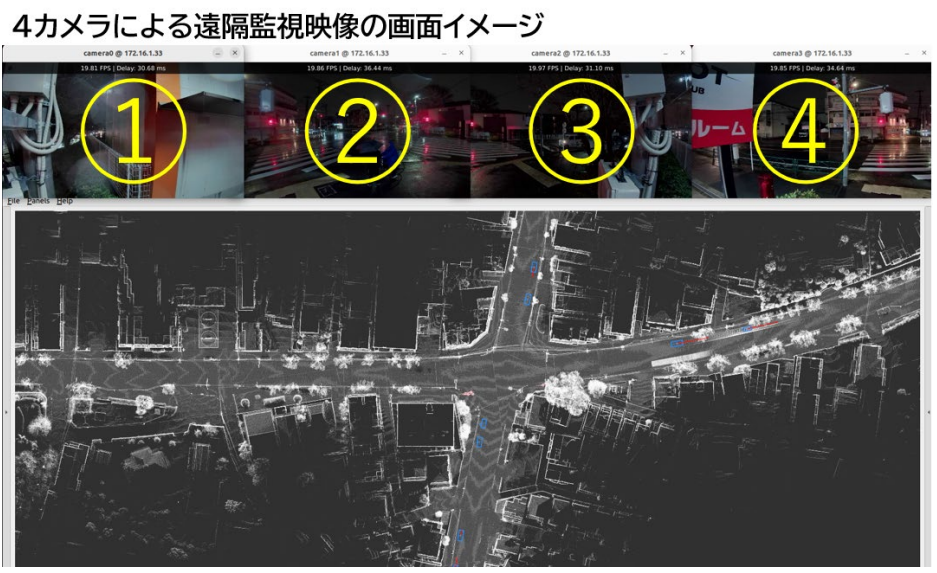 4カメラによる遠隔監視映像の画面イメージ
camera0 @ 172.16.1.33
camera1 @ 172.16.1.33
camera2 @ 172.16.1.33
camera3 @ 172.16.1.33
19.81 FPS | Delay: 30.68 ms
19.86 FPS | Delay: 36.44 ms
19.97 FPS | Delay: 31.10 ms
19.85 FPS | Delay: 34.64 ms
①
②
③
④
OT
UB
ルーム
File Panels Help